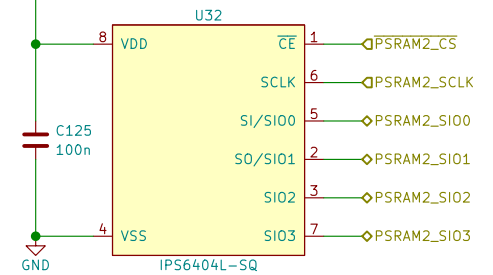 U32
8 VDD
CE 1 PSRAM2_CS
SCLK 6 PSRAM2_SCLK
C125
100n
SI/SIO0 5 PSRAM2_SIO0
SO/SIO1 2 PSRAM2_SIO1
SIO2 3 PSRAM2_SIO2
4 VSS
SIO3 7 PSRAM2_SIO3
GND
IPS6404L-SQ